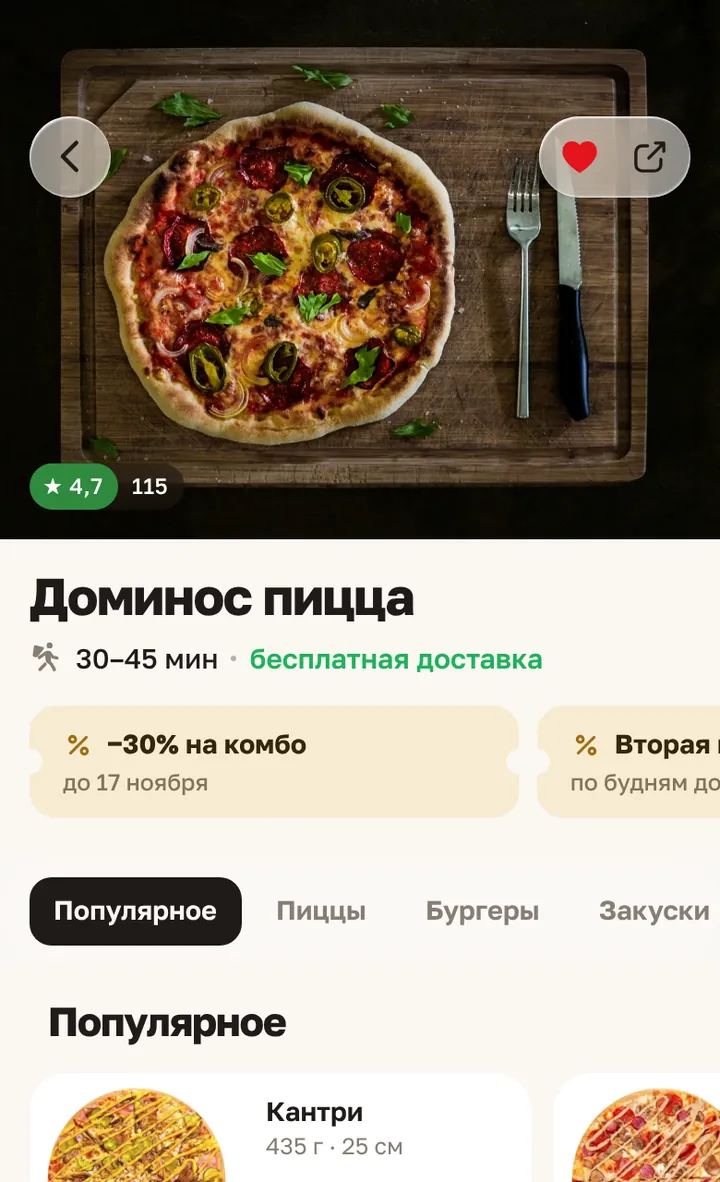 ★ 4,7 115
Доминос пицца
30–45 мин · бесплатная доставка
% −30% на комбо
до 17 ноября
% Вторая
по будням до
Популярное Пиццы Бургеры Закуски
Популярное
Кантри
435 г · 25 см